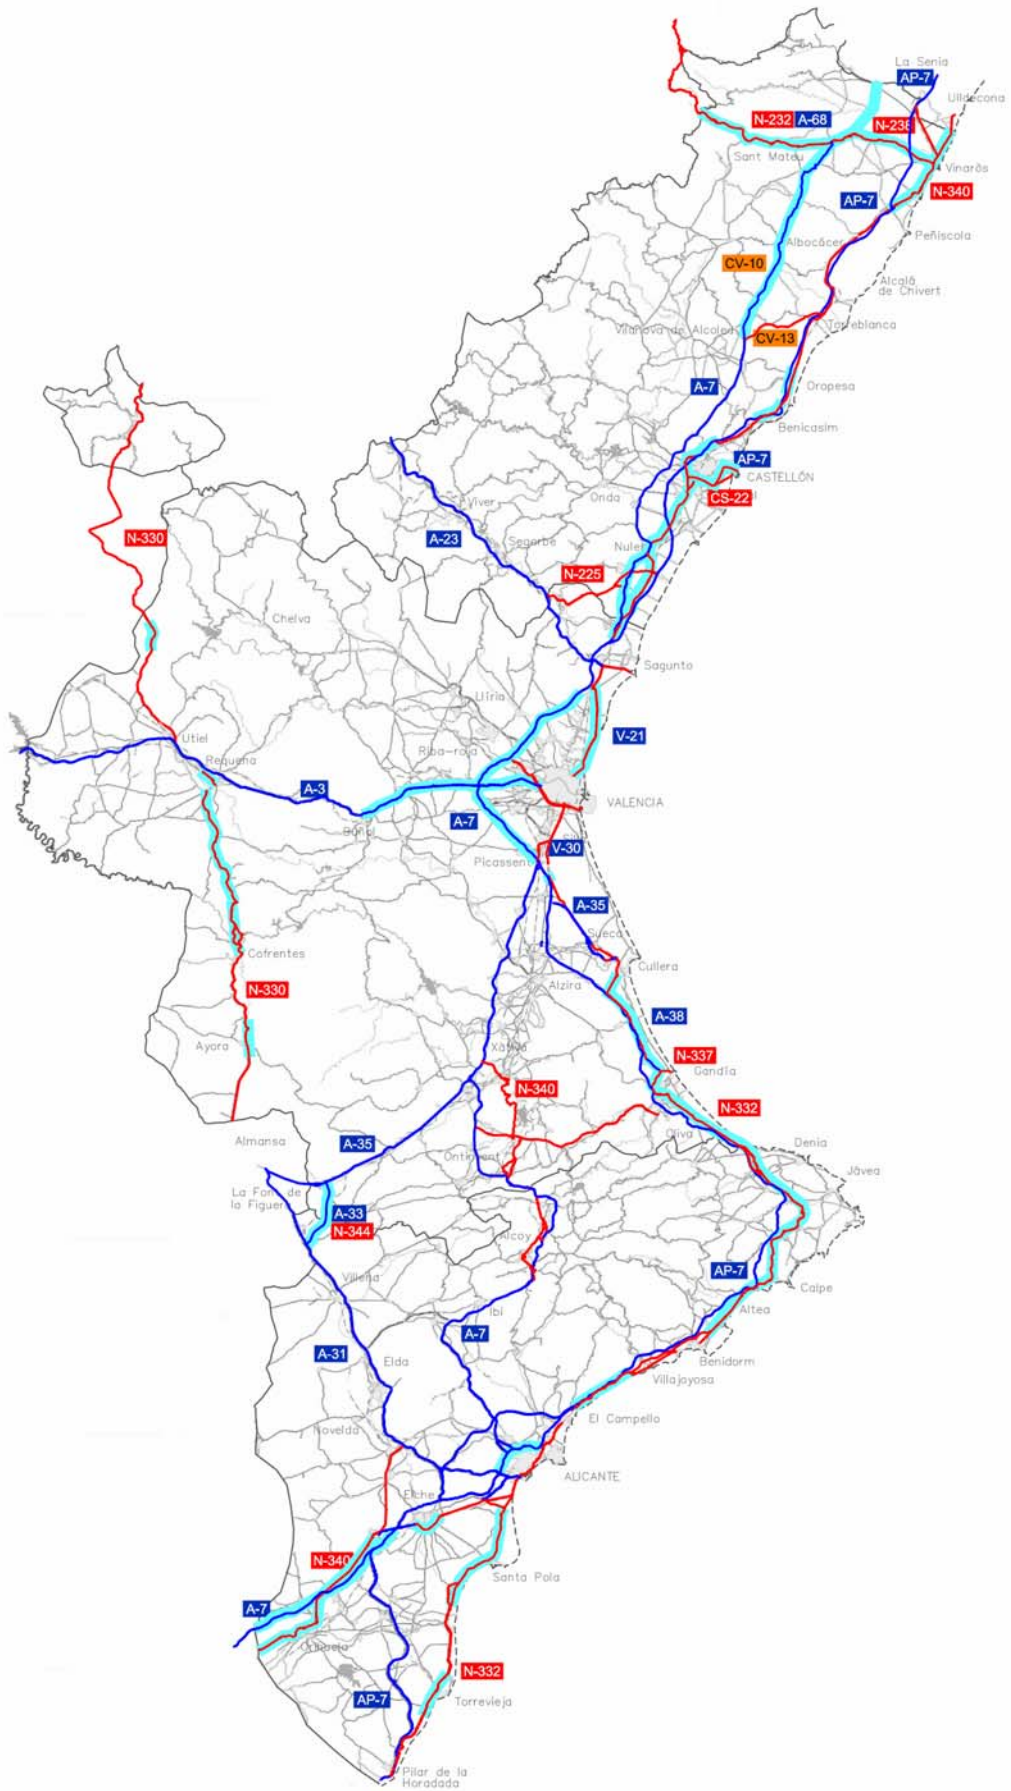 La Senia
AP-7
Ulldecona
N-232
A-68
N-238
Sant Mateu
Vinaròs
N-340
AP-7
Peñiscola
Albocácer
CV-10
Alcalà
de Chivert
Torreblanca
Vilanova de Alcolea
CV-13
A-7
Oropesa
Benicasim
AP-7
CASTELLÓN
CS-22
Onda
Viver
N-330
A-23
Segorbe
Nules
N-225
Chelva
Sagunto
Llíria
V-21
Utiel
Riba-roja
Requena
A-3
VALENCIA
A-7
Buñol
V-30
Picassent
A-35
Sueca
Cofrentes
Cullera
N-330
Alzira
A-38
Ayora
Xàtiva
N-337
Gandía
N-340
N-332
Almansa
A-35
Oliva
Denia
Ontinyent
Jávea
La Font de
la Figuera
A-33
N-344
Alcoy
Villena
AP-7
Calpe
Ibi
Altea
A-7
A-31
Elda
Benidorm
Villajoyosa
El Campello
Novelda
ALICANTE
Elche
N-340
Santa Pola
A-7
Orihuela
N-332
AP-7
Torrevieja
Pilar de la
Horadada